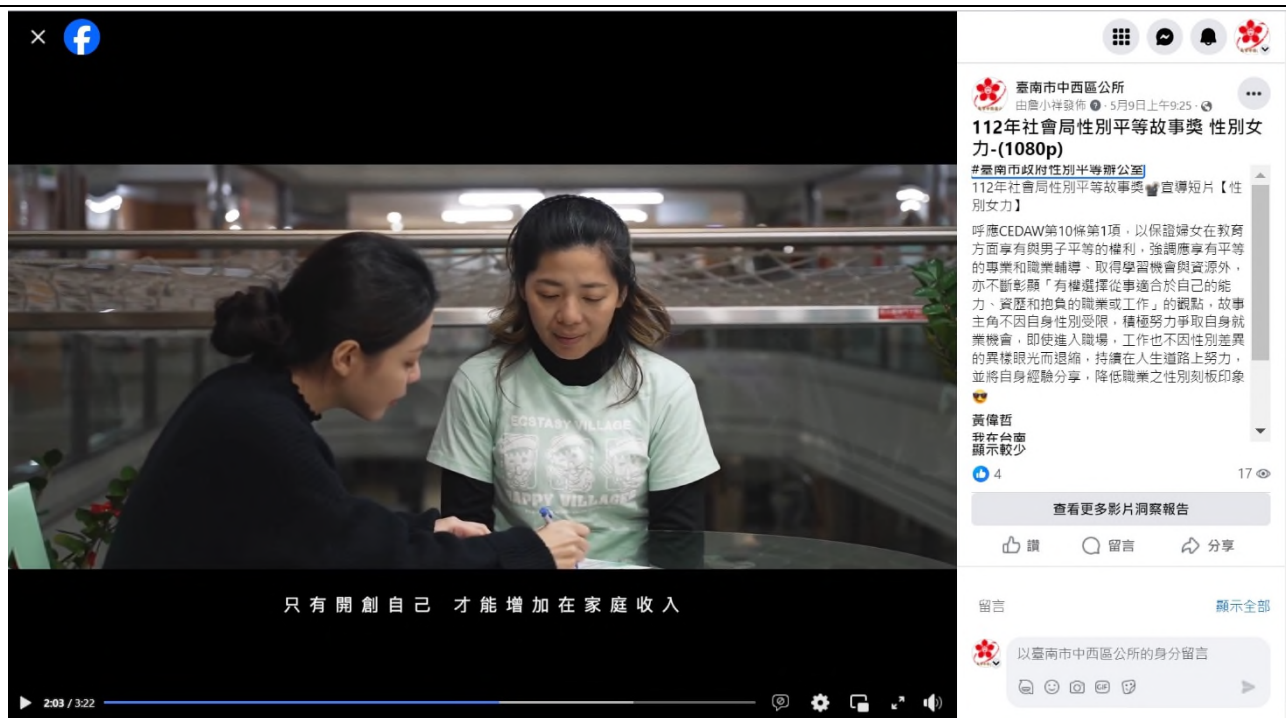 ECSTASY VILLAGE
HAPPY VILLAGE
只有開創自己 才能增加在家庭收入
2:03 / 3:22
臺南市中西區公所
由詹小祥發佈 · 5月9日上午9:25 ·
112年社會局性別平等故事獎 性別女
力-(1080p)
#臺南市政府性別平等辦公室
112年社會局性別平等故事獎📽宣導短片【性
別女力】
呼應CEDAW第10條第1項，以保證婦女在教育
方面享有與男子平等的權利，強調應享有平等
的專業和職業輔導、取得學習機會與資源外，
亦不斷彰顯「有權選擇從事適合於自己的能
力、資歷和抱負的職業或工作」的觀點，故事
主角不因自身性別受限，積極努力爭取自身就
業機會，即使進入職場，工作也不因性別差異
的異樣眼光而退縮，持續在人生道路上努力，
並將自身經驗分享，降低職業之性別刻板印象
😎
黃偉哲
我在台南
顯示較少
4
17
查看更多影片洞察報告
讚 留言 分享
留言 顯示全部
以臺南市中西區公所的身分留言
GIF